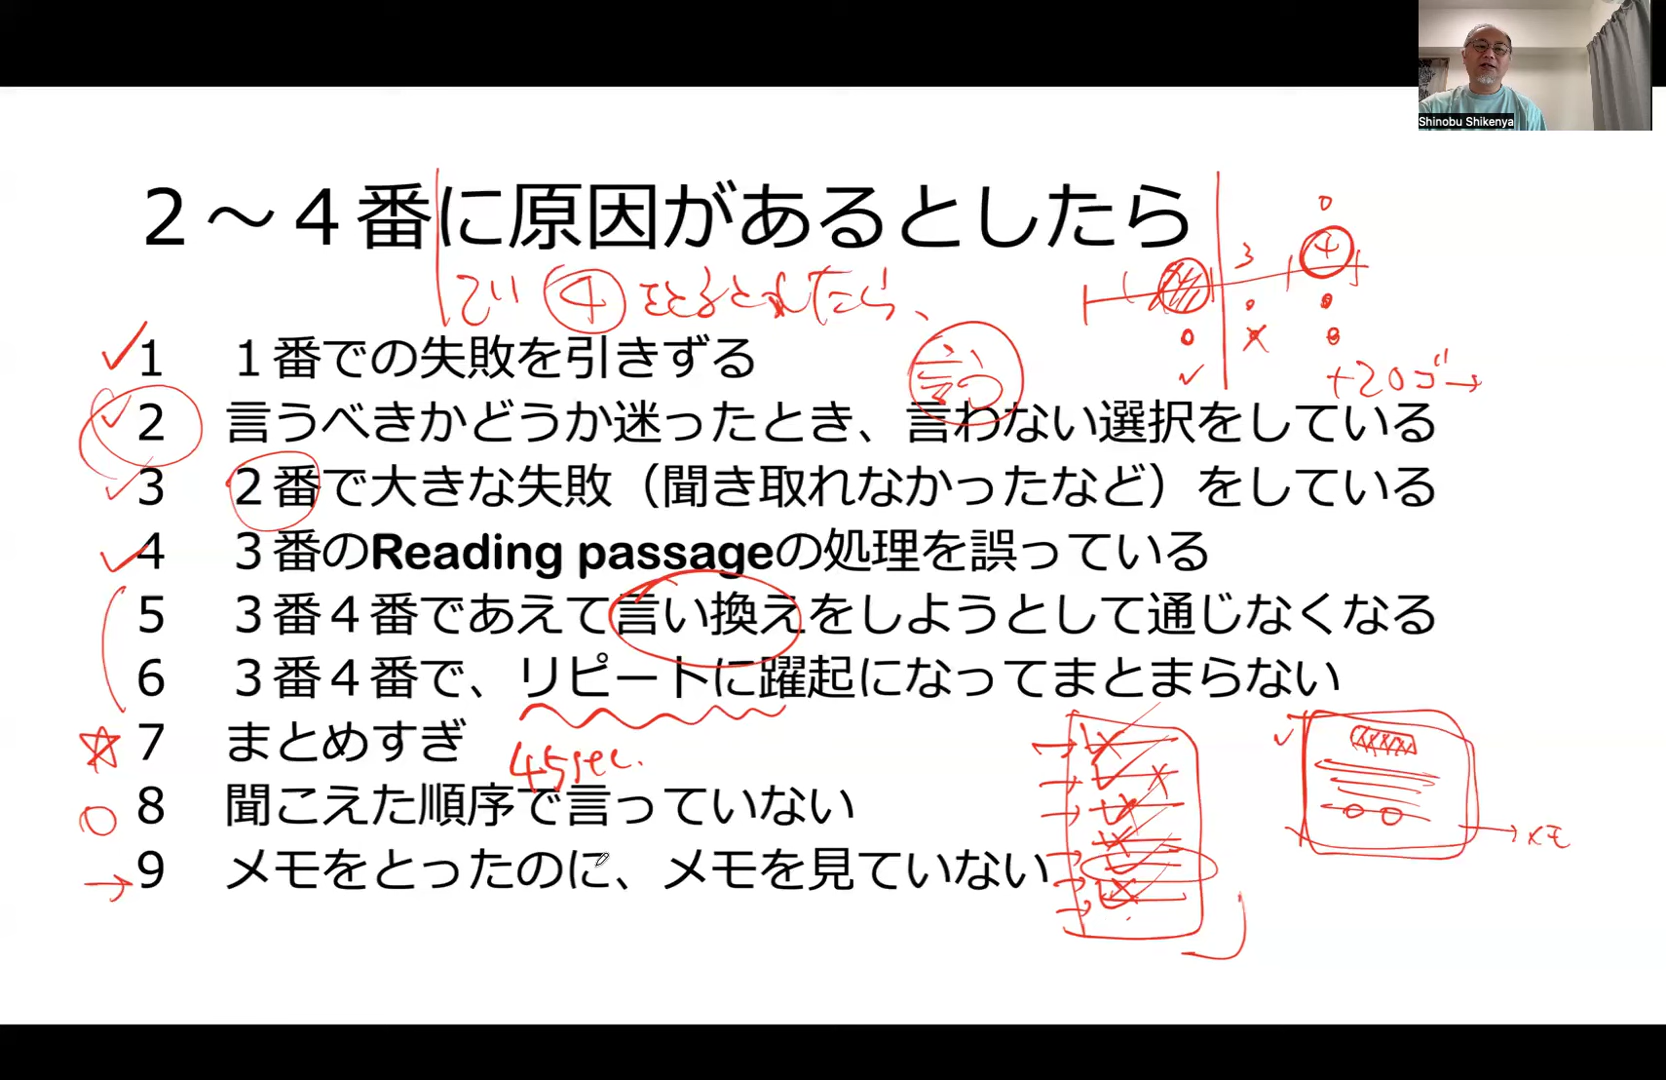 Shinobu Shikenya
２～４番に原因があるとしたら
で ④ をとるとれたら、
3 4
+20ゴ→
言う
✓1 １番での失敗を引きずる
✓2 言うべきかどうか迷ったとき、言わない選択をしている
✓3 ２番で大きな失敗（聞き取れなかったなど）をしている
✓4 ３番のReading passageの処理を誤っている
5 ３番４番であえて言い換えをしようとして通じなくなる
6 ３番４番で、リピートに躍起になってまとまらない
☆7 まとめすぎ
45sec.
○8 聞こえた順序で言っていない
→9 メモをとったのに、メモを見ていない
→メモ